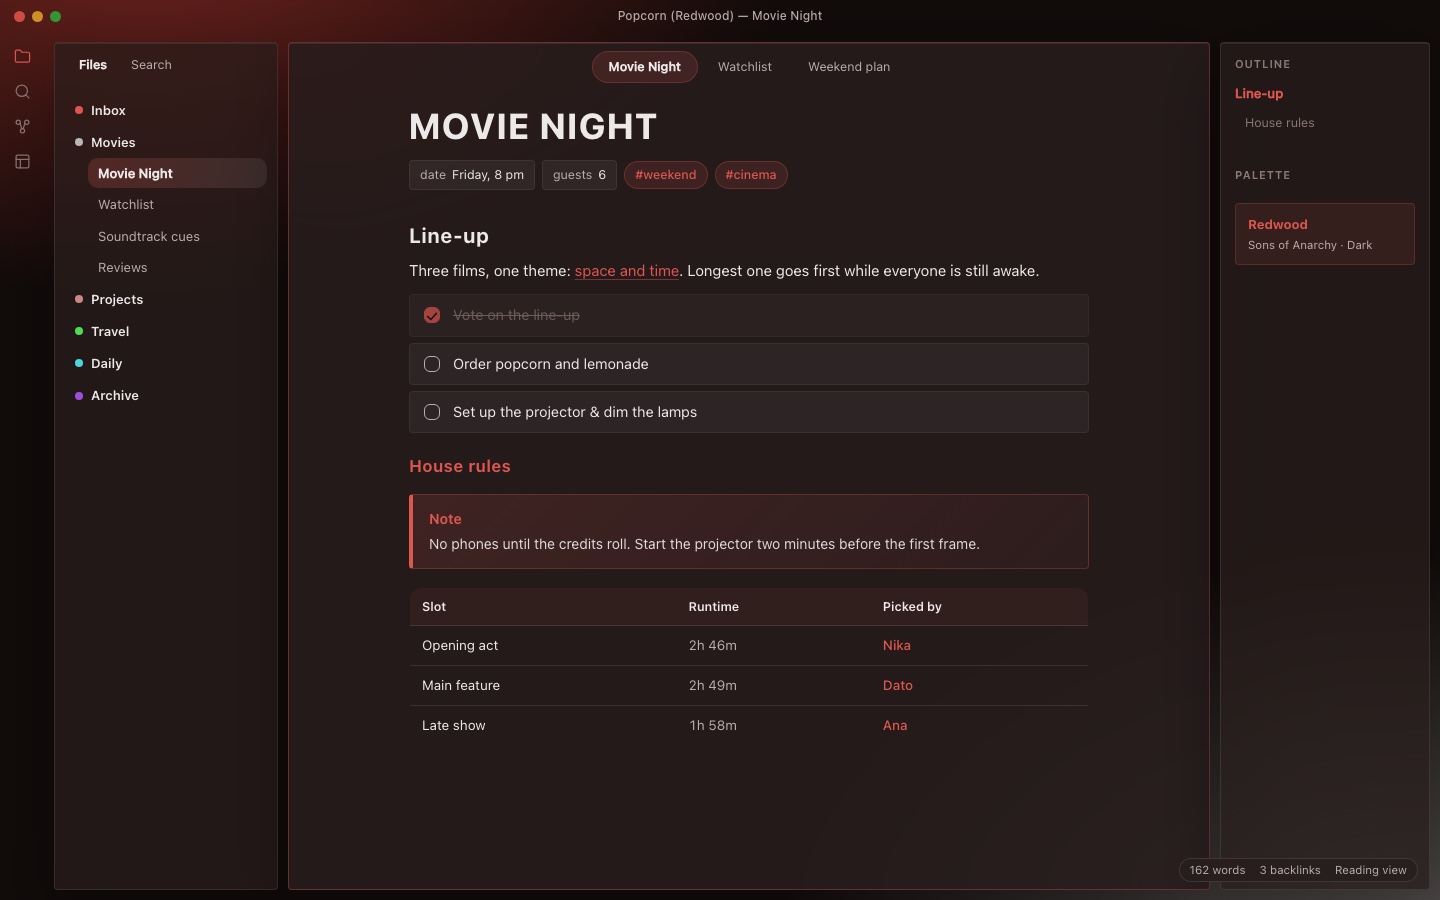 Popcorn (Redwood) — Movie Night
Files Search
Inbox
Movies
Movie Night
Watchlist
Soundtrack cues
Reviews
Projects
Travel
Daily
Archive
Movie Night Watchlist Weekend plan
MOVIE NIGHT
date Friday, 8 pm guests 6 #weekend #cinema
Line-up
Three films, one theme: space and time. Longest one goes first while everyone is still awake.
Vote on the line-up
Order popcorn and lemonade
Set up the projector & dim the lamps
House rules
Note
No phones until the credits roll. Start the projector two minutes before the first frame.
Slot Runtime Picked by
Opening act 2h 46m Nika
Main feature 2h 49m Dato
Late show 1h 58m Ana
OUTLINE
Line-up
House rules
PALETTE
Redwood
Sons of Anarchy · Dark
162 words 3 backlinks Reading view